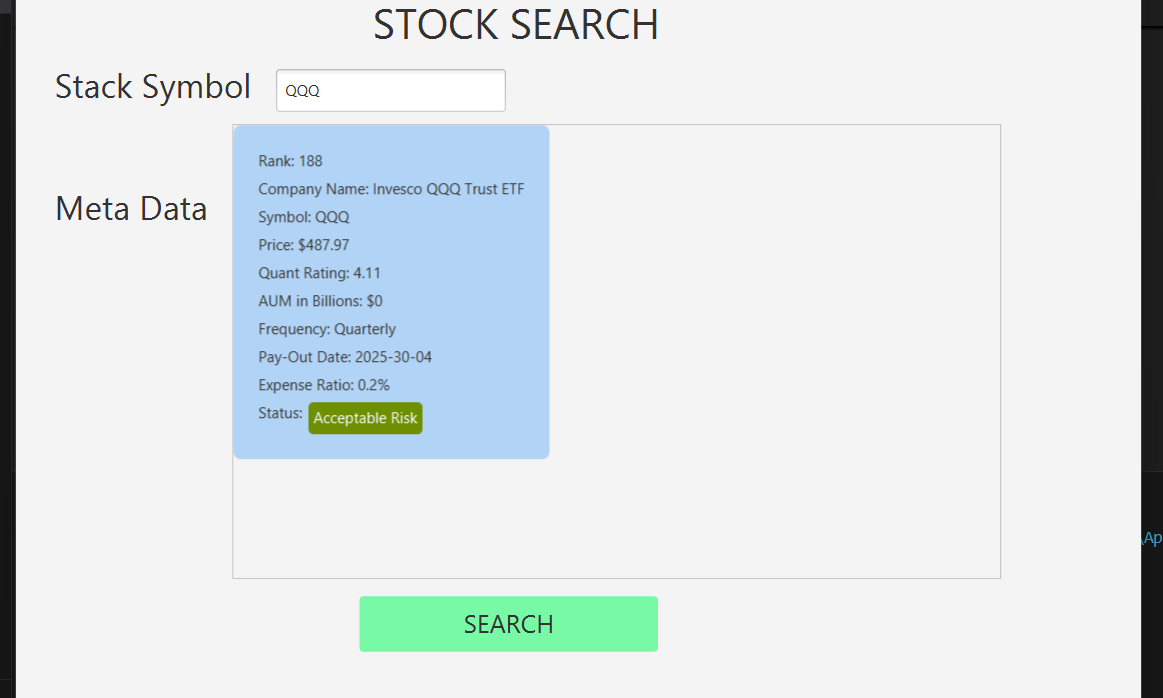 STOCK SEARCH
Stack Symbol QQQ
Rank: 188
Company Name: Invesco QQQ Trust ETF
Meta Data
Symbol: QQQ
Price: $487.97
Quant Rating: 4.11
AUM in Billions: $0
Frequency: Quarterly
Pay-Out Date: 2025-30-04
Expense Ratio: 0.2%
Status: Acceptable Risk
\Ap
SEARCH